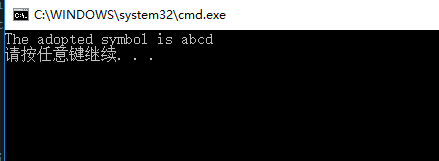 C:\WINDOWS\system32\cmd.exe
The adopted symbol is abcd
请按任意键继续. . .